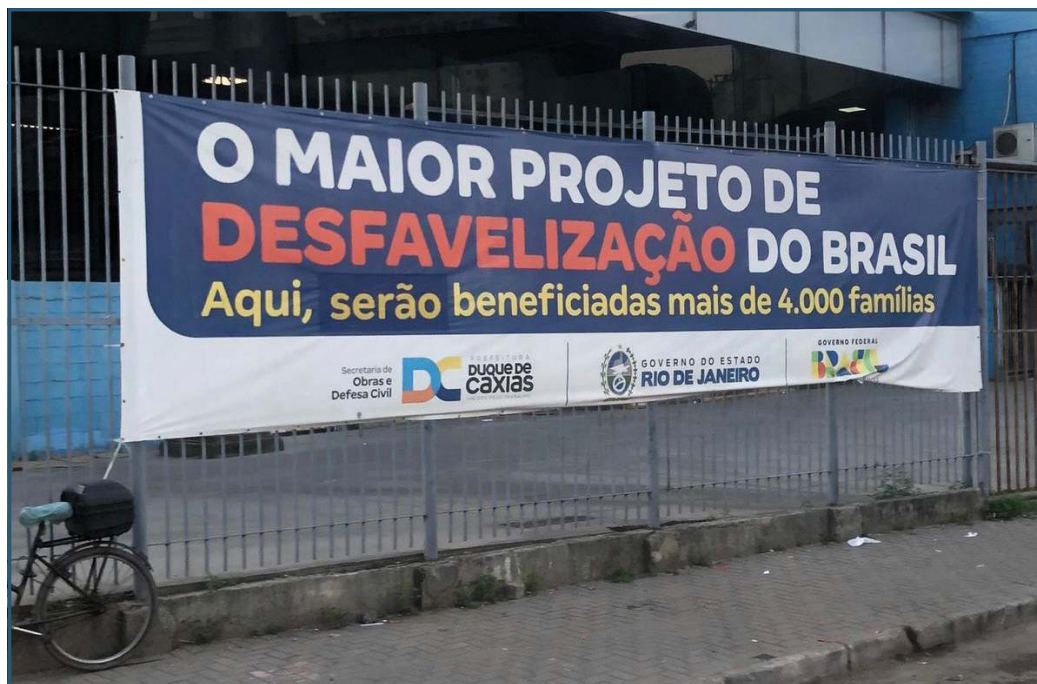 O MAIOR PROJETO DE
DESFAVELIZAÇÃO DO BRASIL
Aqui, serão beneficiadas mais de 4.000 famílias
Secretaria de
Obras e
Defesa Civil
DC
PREFEITURA
DUQUE DE
CAXIAS
GOVERNO DO ESTADO
RIO DE JANEIRO
GOVERNO FEDERAL
BRASIL